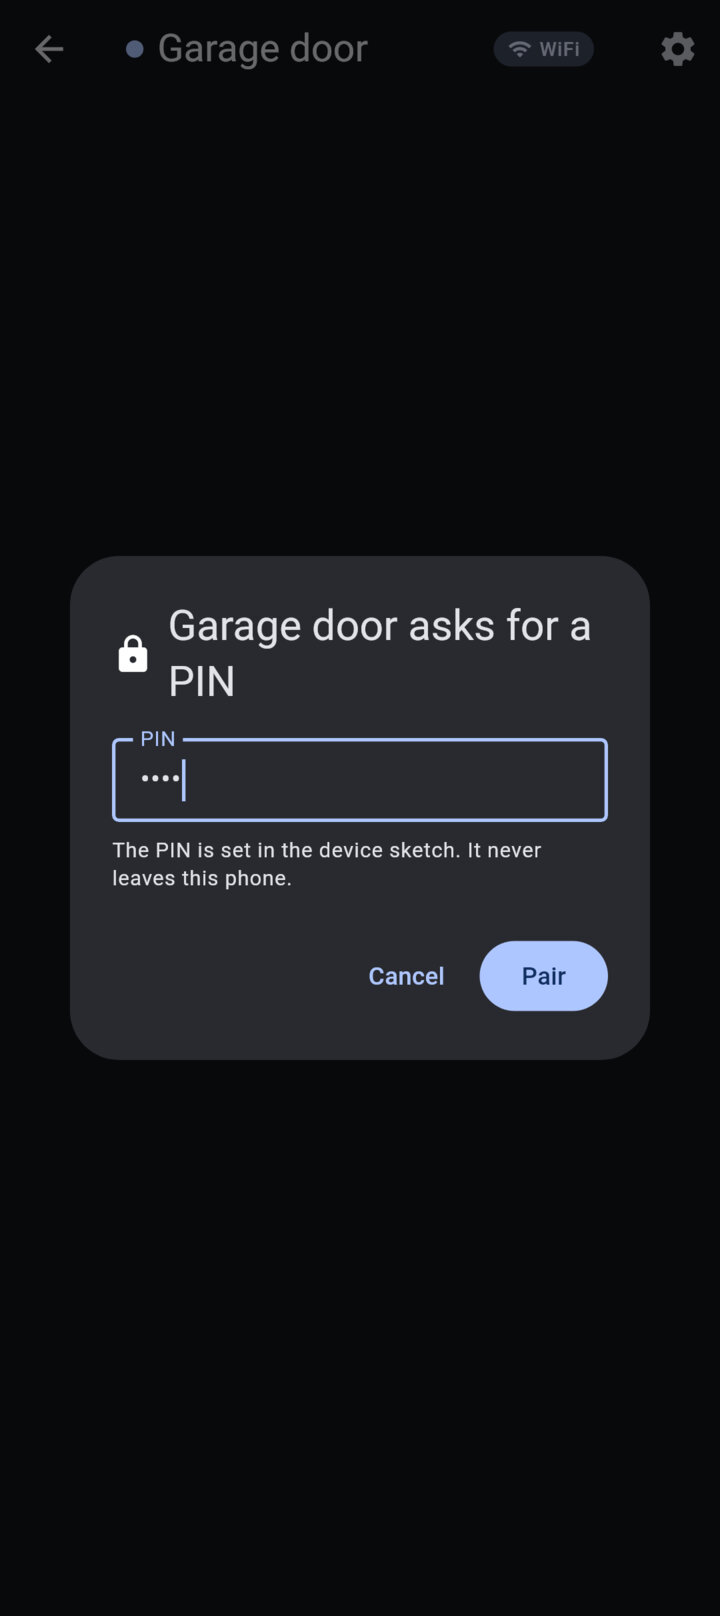 Garage door
WiFi
Garage door asks for a
PIN
PIN
••••
The PIN is set in the device sketch. It never
leaves this phone.
Cancel
Pair